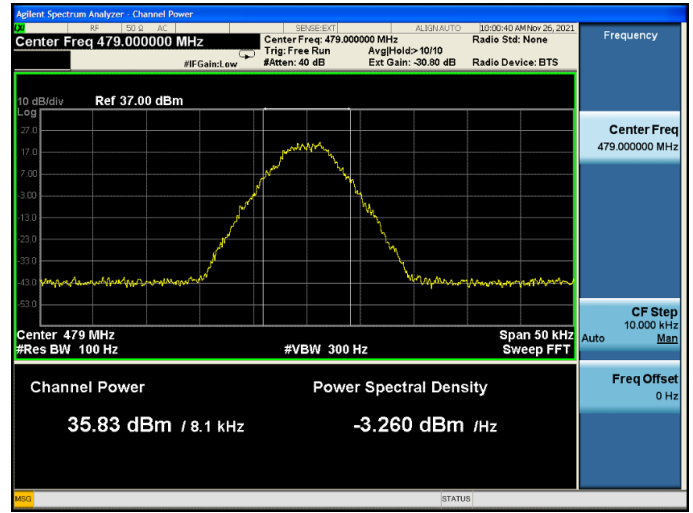 Agilent Spectrum Analyzer - Channel Power
RF 50 Ω AC SENSE:EXT ALIGN AUTO 10:00:40 AM Nov 26, 2021
Center Freq 479.000000 MHz
Center Freq: 479.000000 MHz Radio Std: None
Trig: Free Run Avg|Hold:> 10/10
#IFGain:Low #Atten: 40 dB Ext Gain: -30.80 dB Radio Device: BTS
10 dB/div Ref 37.00 dBm
Log
27.0
17.0
7.00
-3.00
-13.0
-23.0
-33.0
-43.0
-53.0
Center 479 MHz Span 50 kHz
#Res BW 100 Hz #VBW 300 Hz Sweep FFT
Channel Power Power Spectral Density
35.83 dBm / 8.1 kHz -3.260 dBm /Hz
MSG STATUS
Frequency
Center Freq
479.000000 MHz
CF Step
10.000 kHz
Auto Man
Freq Offset
0 Hz